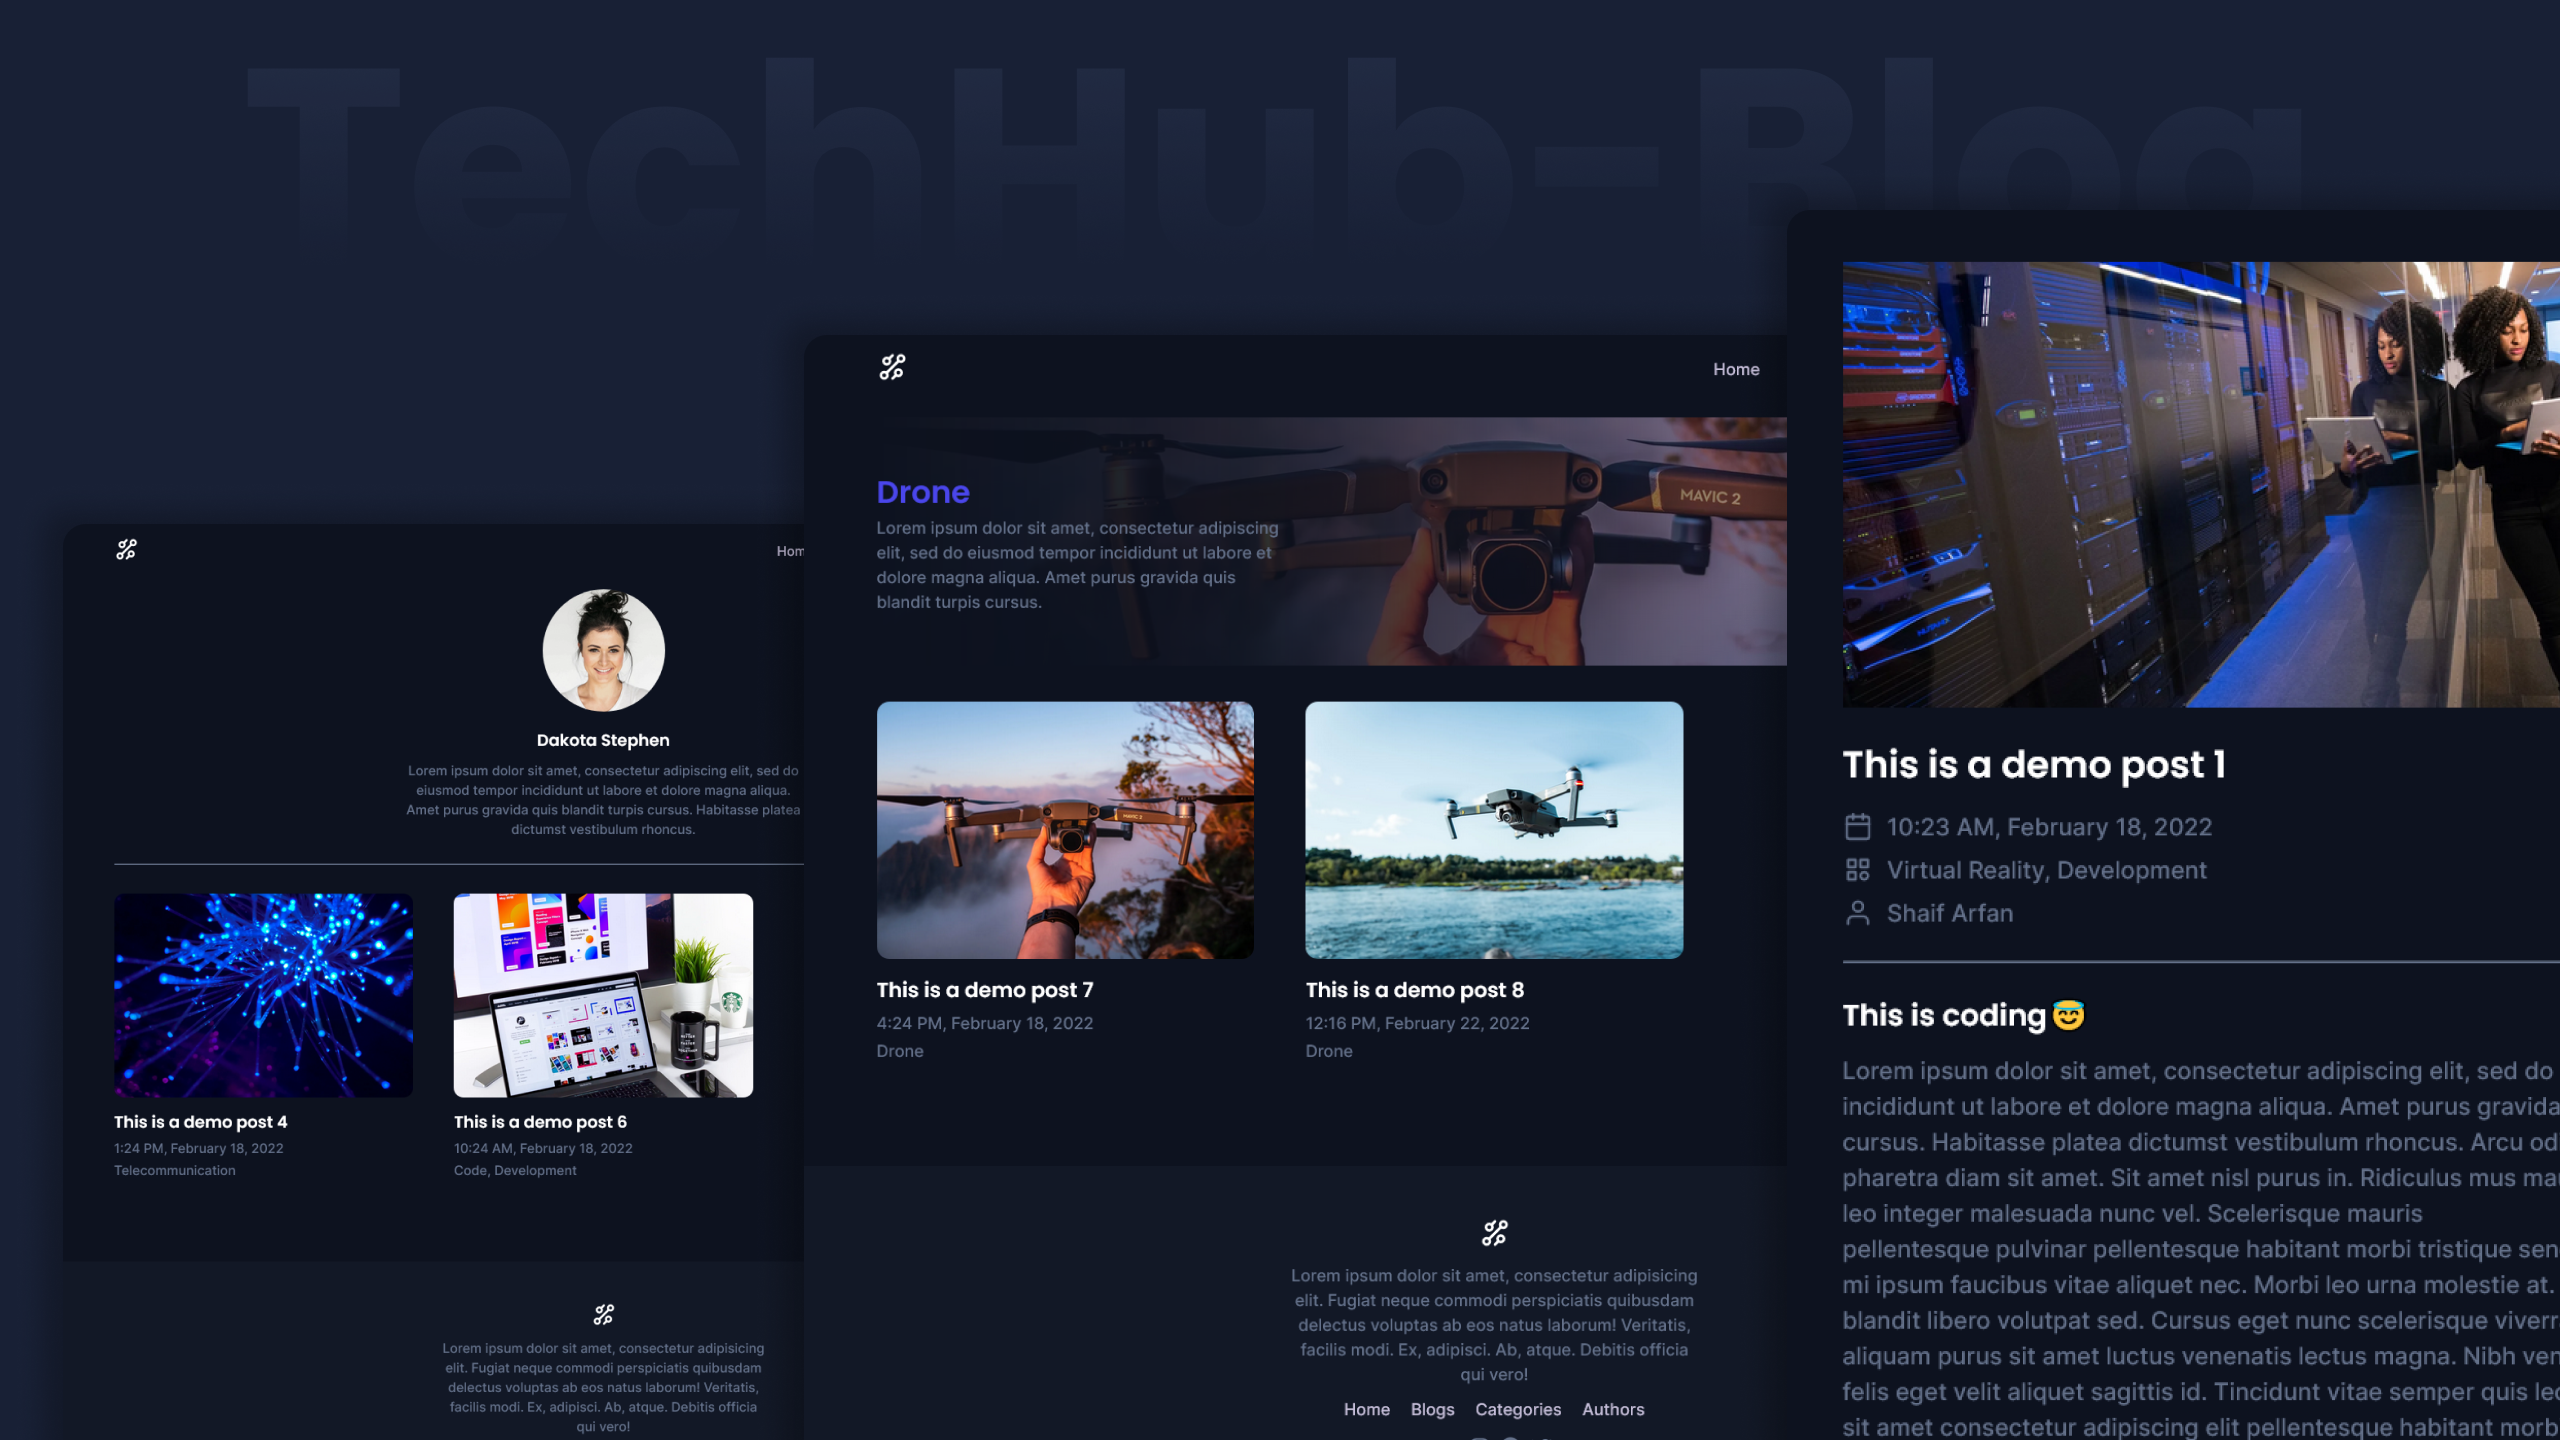 TechHub-Blog
Hom
Dakota Stephen
Lorem ipsum dolor sit amet, consectetur adipiscing elit, sed do
eiusmod tempor incididunt ut labore et dolore magna aliqua.
Amet purus gravida quis blandit turpis cursus. Habitasse platea
dictumst vestibulum rhoncus.
This is a demo post 4
1:24 PM, February 18, 2022
Telecommunication
This is a demo post 6
10:24 AM, February 18, 2022
Code, Development
Lorem ipsum dolor sit amet, consectetur adipisicing
elit. Fugiat neque commodi perspiciatis quibusdam
delectus voluptas ab eos natus laborum! Veritatis,
facilis modi. Ex, adipisci. Ab, atque. Debitis officia
qui vero!
Home
Drone
Lorem ipsum dolor sit amet, consectetur adipiscing
elit, sed do eiusmod tempor incididunt ut labore et
dolore magna aliqua. Amet purus gravida quis
blandit turpis cursus.
MAVIC 2
MAVIC 2
This is a demo post 7
4:24 PM, February 18, 2022
Drone
This is a demo post 8
12:16 PM, February 22, 2022
Drone
Lorem ipsum dolor sit amet, consectetur adipisicing
elit. Fugiat neque commodi perspiciatis quibusdam
delectus voluptas ab eos natus laborum! Veritatis,
facilis modi. Ex, adipisci. Ab, atque. Debitis officia
qui vero!
Home Blogs Categories Authors
This is a demo post 1
10:23 AM, February 18, 2022
Virtual Reality, Development
Shaif Arfan
This is coding 😇
Lorem ipsum dolor sit amet, consectetur adipiscing elit, sed do
incididunt ut labore et dolore magna aliqua. Amet purus gravida
cursus. Habitasse platea dictumst vestibulum rhoncus. Arcu od
pharetra diam sit amet. Sit amet nisl purus in. Ridiculus mus ma
leo integer malesuada nunc vel. Scelerisque mauris
pellentesque pulvinar pellentesque habitant morbi tristique sen
mi ipsum faucibus vitae aliquet nec. Morbi leo urna molestie at.
blandit libero volutpat sed. Cursus eget nunc scelerisque viverr
aliquam purus sit amet luctus venenatis lectus magna. Nibh ven
felis eget velit aliquet sagittis id. Tincidunt vitae semper quis lec
sit amet consectetur adipiscing elit pellentesque habitant morb